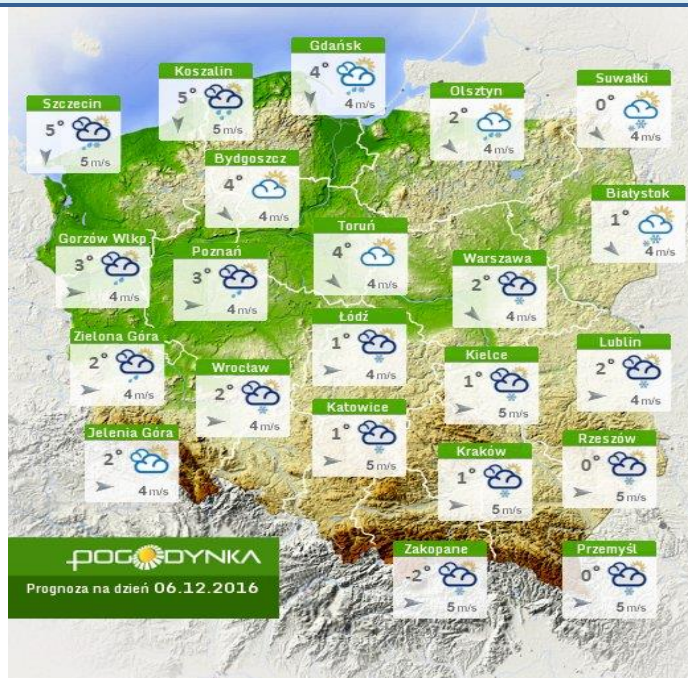 Gdańsk
4°
4 m/s
Koszalin
5°
5 m/s
Szczecin
5°
5 m/s
Olsztyn
2°
4 m/s
Suwałki
0°
4 m/s
Bydgoszcz
4°
4 m/s
Białystok
1°
4 m/s
Gorzów Wlkp
3°
4 m/s
Poznań
3°
4 m/s
Toruń
4°
4 m/s
Warszawa
2°
4 m/s
Zielona Góra
2°
4 m/s
Wrocław
2°
4 m/s
Łódź
1°
4 m/s
Kielce
1°
5 m/s
Lublin
2°
4 m/s
Jelenia Góra
2°
4 m/s
Katowice
1°
5 m/s
Kraków
1°
5 m/s
Rzeszów
0°
5 m/s
Zakopane
-2°
5 m/s
Przemyśl
0°
5 m/s
POGODYNKA
Prognoza na dzień 06.12.2016